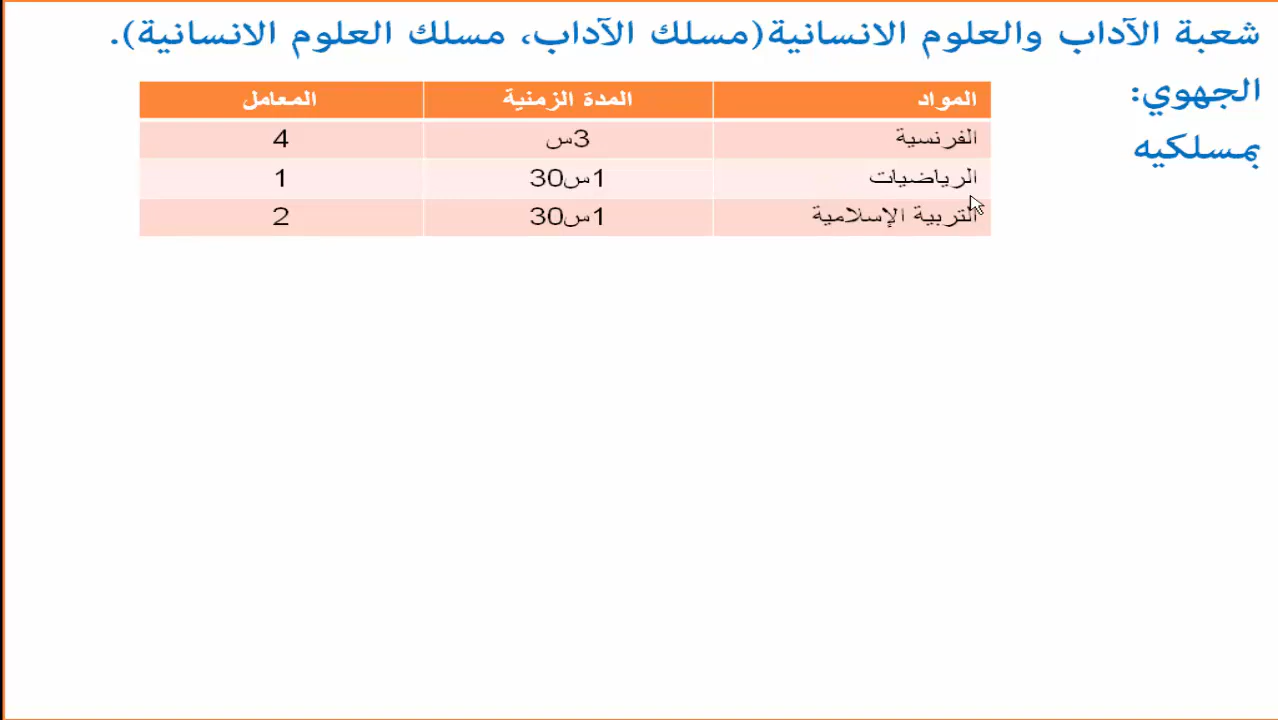 شعبة الآداب والعلوم الانسانية(مسلك الآداب، مسلك العلوم الانسانية).
الجهوي:
بمسلكيه
المواد المدة الزمنية المعامل
الفرنسية 3س 4
الرياضيات 1س30 1
التربية الإسلامية 1س30 2